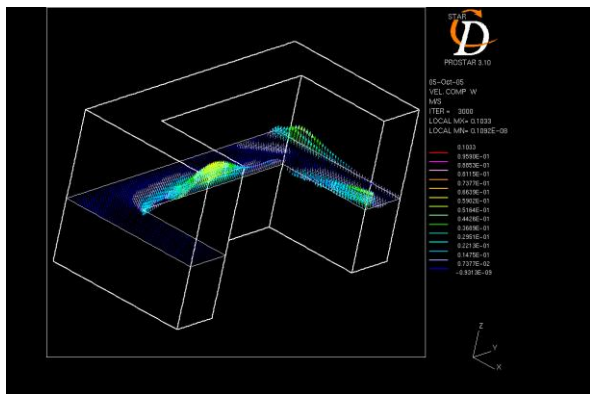 STAR
CD
PROSTAR 3.10
05-Oct-05
VEL. COMP. W
M/S
ITER = 3000
LOCAL MX= 0.1033
LOCAL MN= 0.1092E-08
0.1033
0.9590E-01
0.8853E-01
0.8115E-01
0.7377E-01
0.6639E-01
0.5902E-01
0.5164E-01
0.4426E-01
0.3689E-01
0.2951E-01
0.2213E-01
0.1475E-01
0.7377E-02
-0.9313E-09
Z
Y
X